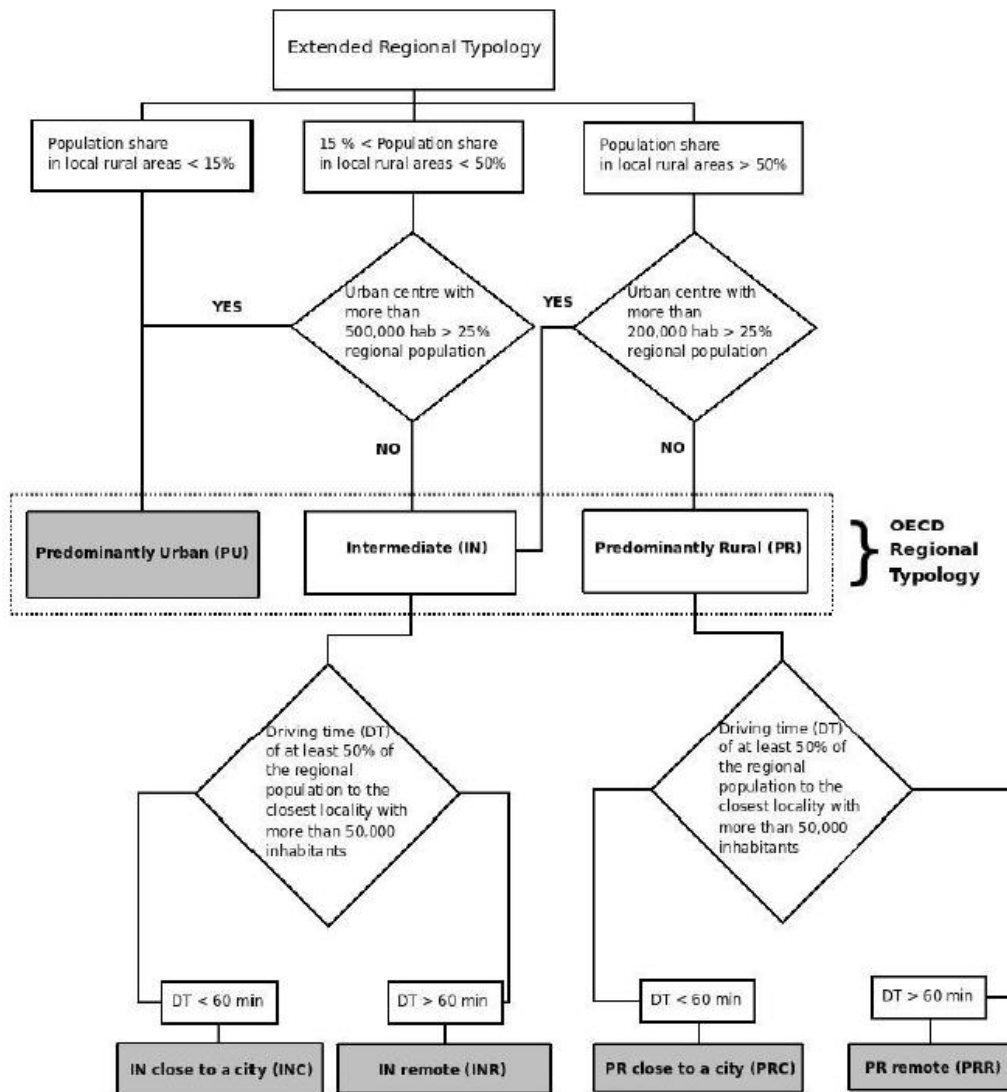 Extended Regional Typology
Population share
in local rural areas < 15%
15 % < Population share
in local rural areas < 50%
Population share
in local rural areas > 50%
YES
Urban centre with
more than
500,000 hab > 25%
regional population
YES
Urban centre with
more than
200,000 hab > 25%
regional population
NO
NO
Predominantly Urban (PU)
Intermediate (IN)
Predominantly Rural (PR)
}
OECD
Regional
Typology
Driving time (DT)
of at least 50% of
the regional
population to the
closest locality with
more than 50,000
inhabitants
Driving time (DT)
of at least 50% of
the regional
population to the
closest locality with
more than 50,000
inhabitants
DT < 60 min
DT > 60 min
DT < 60 min
DT > 60 min
IN close to a city (INC)
IN remote (INR)
PR close to a city (PRC)
PR remote (PRR)